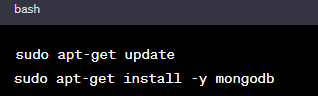 bash
sudo apt-get update
sudo apt-get install -y mongodb